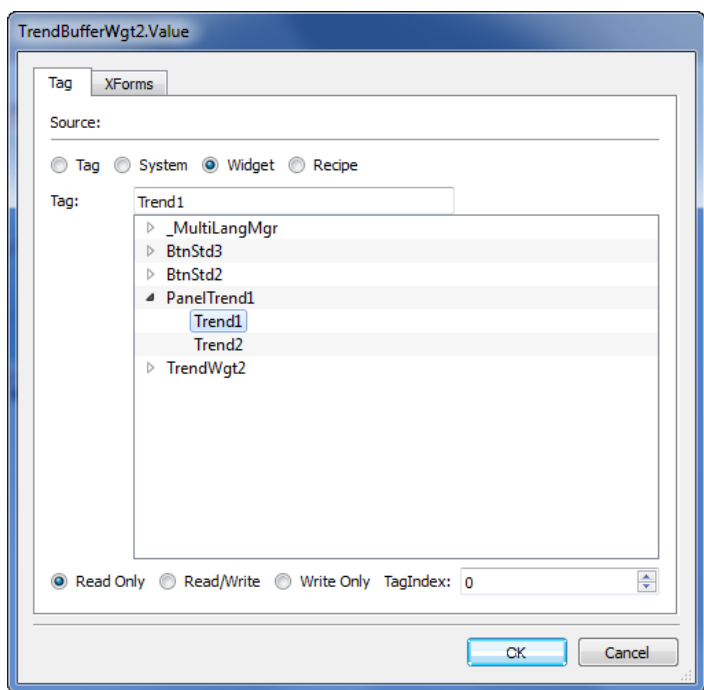 TrendBufferWgt2.Value
Tag XForms
Source:
Tag System Widget Recipe
Tag: Trend1
_MultiLangMgr
BtnStd3
BtnStd2
PanelTrend1
Trend1
Trend2
TrendWgt2
Read Only Read/Write Write Only TagIndex: 0
OK Cancel